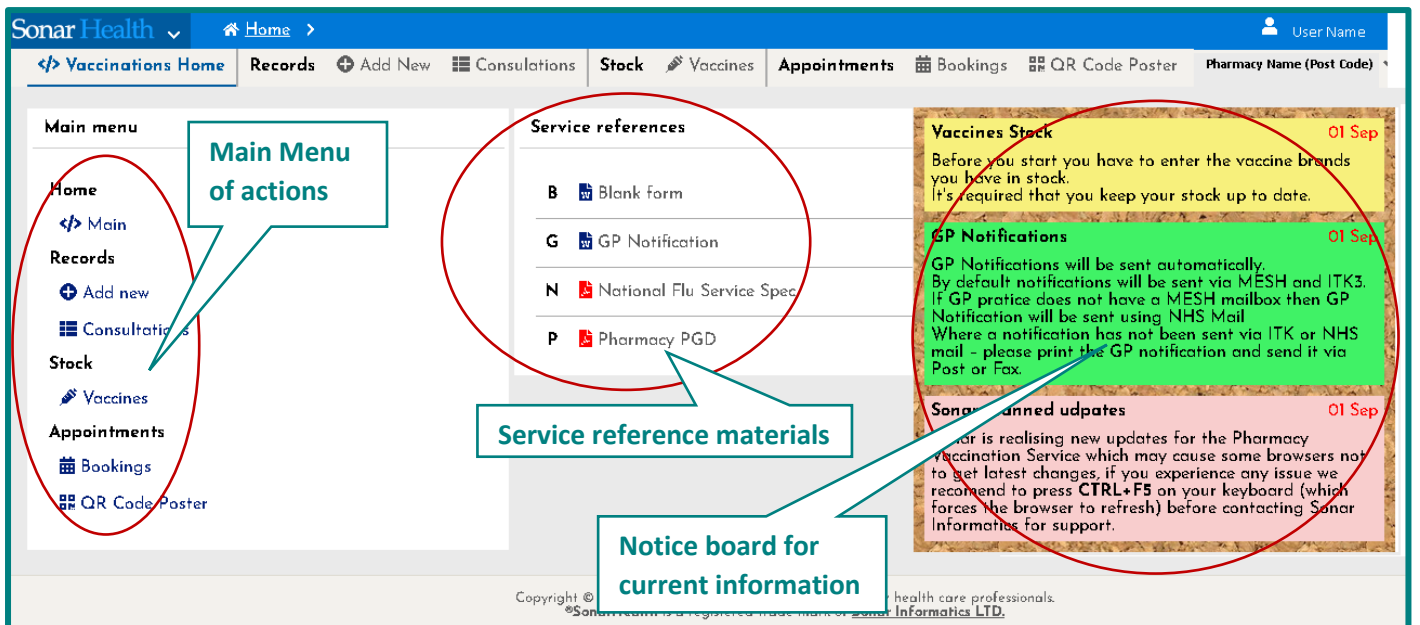 Sonar Health
Home >
User Name
</> Vaccinations Home
Records
Add New
Consulations
Stock
Vaccines
Appointments
Bookings
QR Code Poster
Pharmacy Name (Post Code)
Main menu
Home
</> Main
Records
Add new
Consultations
Stock
Vaccines
Appointments
Bookings
QR Code Poster
Main Menu
of actions
Service references
B Blank form
G GP Notification
N National Flu Service Spec
P Pharmacy PGD
Service reference materials
Vaccines Stock 01 Sep
Before you start you have to enter the vaccine brands
you have in stock.
It's required that you keep your stock up to date.
GP Notifications 01 Sep
GP Notifications will be sent automatically.
By default notifications will be sent via MESH and ITK3.
If GP pratice does not have a MESH mailbox then GP
Notification will be sent using NHS Mail
Where a notification has not been sent via ITK or NHS
mail - please print the GP notification and send it via
Post or Fax.
Sonar udpates 01 Sep
is realising new updates for the Pharmacy
Vaccination Service which may cause some browsers not
to get latest changes, if you experience any issue we
recomend to press CTRL+F5 on your keyboard (which
forces the browser to refresh) before contacting Sonar
Informatics for support.
Notice board for
current information
Copyright © health care professionals.
Sonar Informatics LTD.